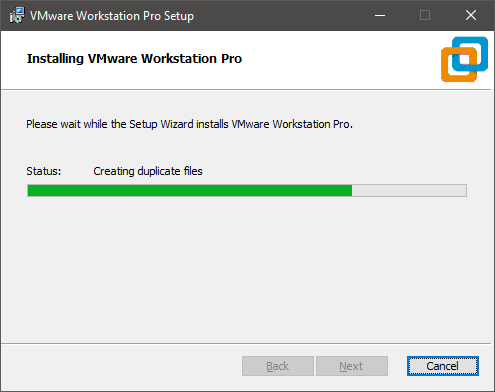 VMware Workstation Pro Setup
Installing VMware Workstation Pro
Please wait while the Setup Wizard installs VMware Workstation Pro.
Status: Creating duplicate files
Back Next Cancel